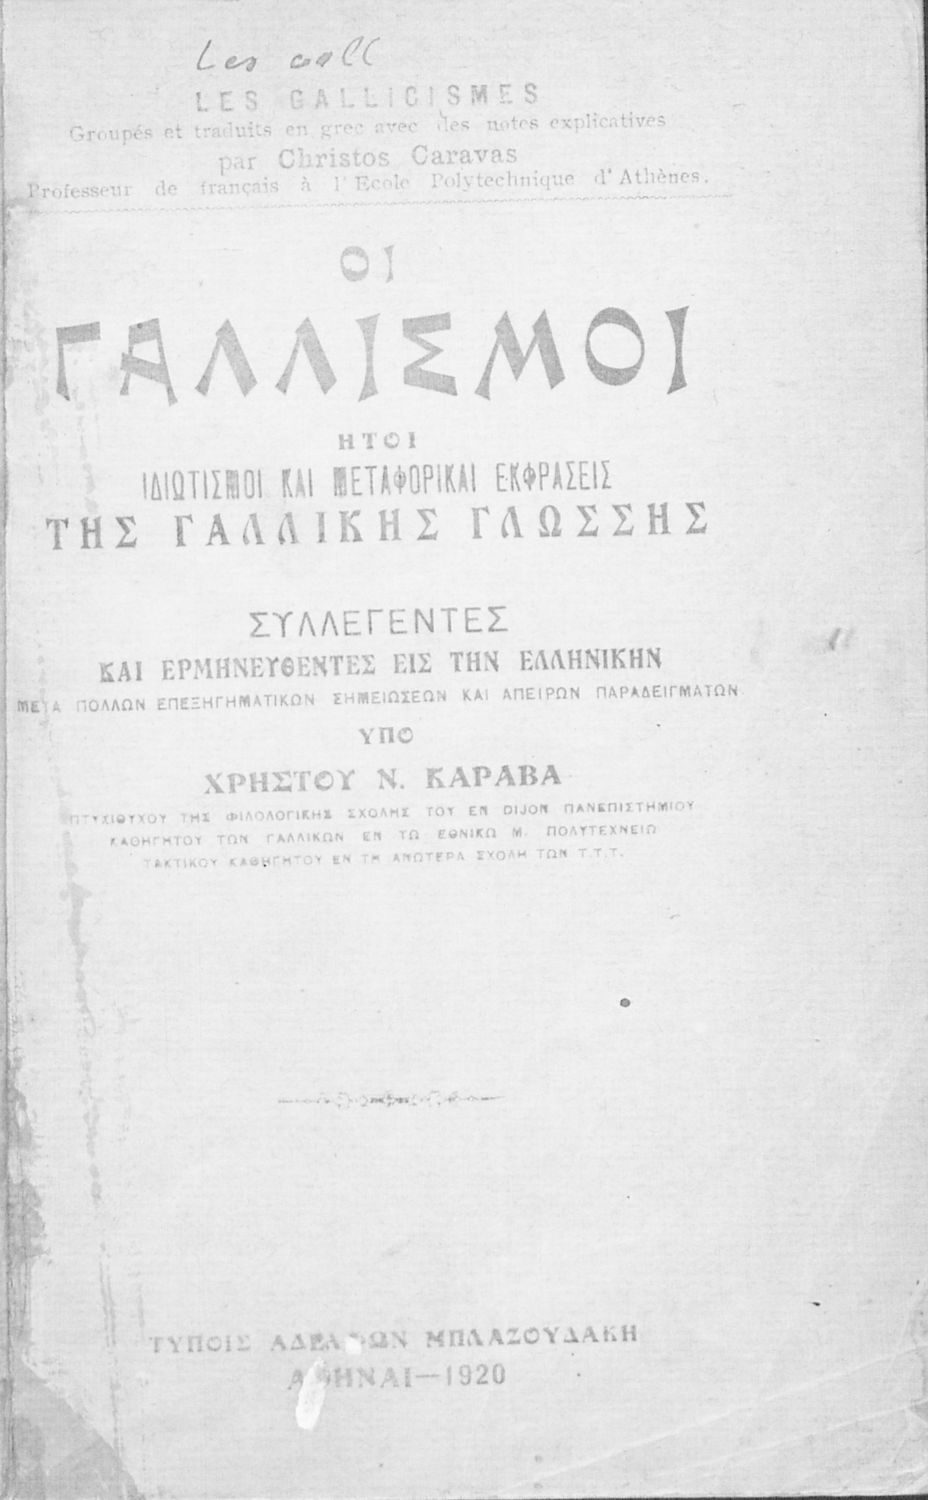 Les gall
LES GALLICISMES
Groupés et traduits en grec avec des notes explicatives
par Christos Caravas
Professeur de français à l'Ecole Polytechnique d'Athènes.
ΟΙ
ΓΑΛΛΙΣΜΟΙ
ΗΤΟΙ
ΙΔΙΩΤΙΣΜΟΙ ΚΑΙ ΜΕΤΑΦΟΡΙΚΑΙ ΕΚΦΡΑΣΕΙΣ
ΤΗΣ ΓΑΛΛΙΚΗΣ ΓΛΩΣΣΗΣ
ΣΥΛΛΕΓΕΝΤΕΣ
ΚΑΙ ΕΡΜΗΝΕΥΘΕΝΤΕΣ ΕΙΣ ΤΗΝ ΕΛΛΗΝΙΚΗΝ
ΜΕΤΑ ΠΟΛΛΩΝ ΕΠΕΞΗΓΗΜΑΤΙΚΩΝ ΣΗΜΕΙΩΣΕΩΝ ΚΑΙ ΑΠΕΙΡΩΝ ΠΑΡΑΔΕΙΓΜΑΤΩΝ
ΥΠΟ
ΧΡΗΣΤΟΥ Ν. ΚΑΡΑΒΑ
ΠΤΥΧΙΟΥΧΟΥ ΤΗΣ ΦΙΛΟΛΟΓΙΚΗΣ ΣΧΟΛΗΣ ΤΟΥ ΕΝ DIJON ΠΑΝΕΠΙΣΤΗΜΙΟΥ
ΚΑΘΗΓΗΤΟΥ ΤΩΝ ΓΑΛΛΙΚΩΝ ΕΝ ΤΩ ΕΘΝΙΚΩ Μ. ΠΟΛΥΤΕΧΝΕΙΩ
ΤΑΚΤΙΚΟΥ ΚΑΘΗΓΗΤΟΥ ΕΝ ΤΗ ΑΝΩΤΕΡΑ ΣΧΟΛΗ ΤΩΝ Τ.Τ.Τ.
ΤΥΠΟΙΣ ΑΔΕΛΦΩΝ ΜΠΛΑΖΟΥΔΑΚΗ
ΑΘΗΝΑΙ—1920